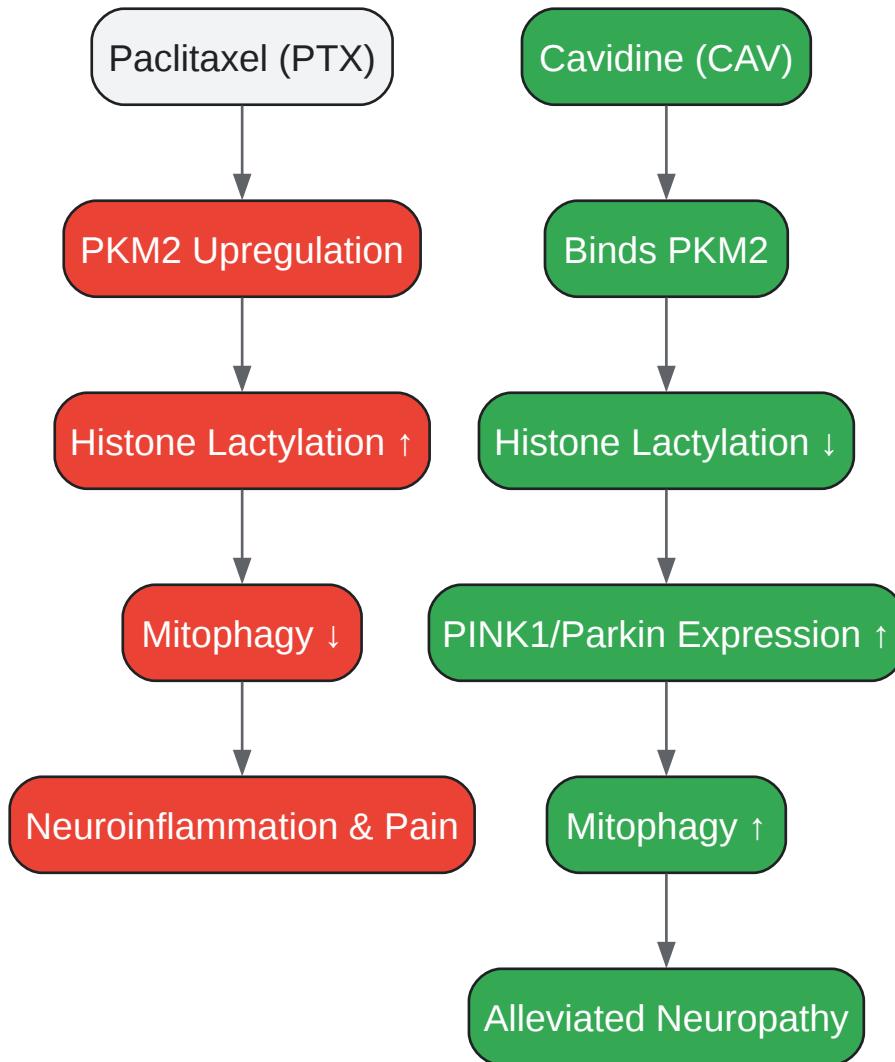 Paclitaxel (PTX)
PKM2 Upregulation
Histone Lactylation ↑
Mitophagy ↓
Neuroinflammation & Pain
Cavidine (CAV)
Binds PKM2
Histone Lactylation ↓
PINK1/Parkin Expression ↑
Mitophagy ↑
Alleviated Neuropathy